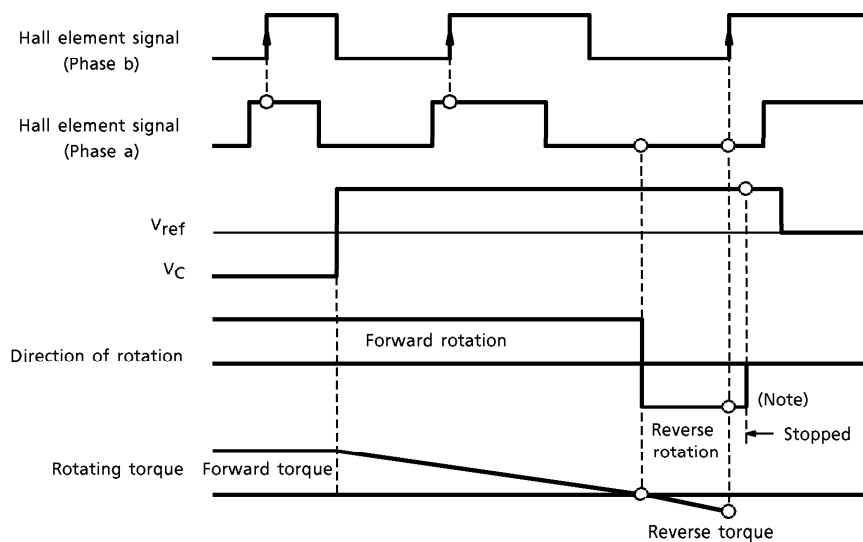 Hall element signal
(Phase b)
Hall element signal
(Phase a)
Vref
VC
Forward rotation
Direction of rotation
(Note)
Reverse
rotation
Stopped
Rotating torque
Forward torque
Reverse torque